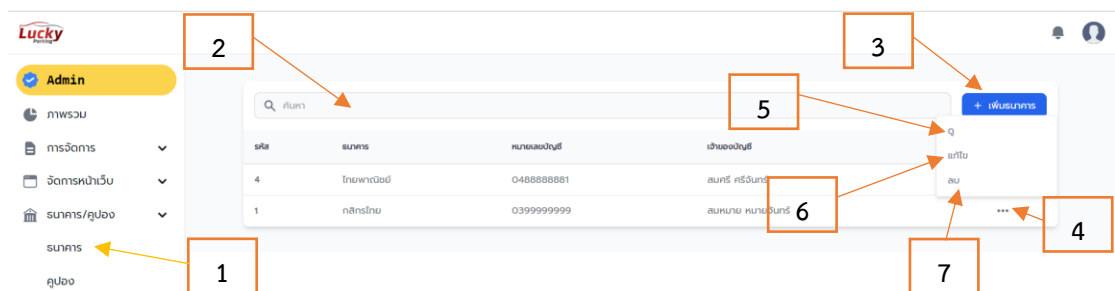 Lucky
Parking
2
3
Admin
ภาพรวม
ค้นหา
5
+ เพิ่มธนาคาร
การจัดการ
รหัส ธนาคาร หมายเลขบัญชี เจ้าของบัญชี
ดู
แก้ไข
ลบ
จัดการหน้าเว็บ
4 ไทยพาณิชย์ 0488888881 สมศรี ศรีจันทร์
ธนาคาร/คูปอง
1 กสิกรไทย 0399999999 สมหมาย หมายจันทร์
6
4
ธนาคาร
1
7
คูปอง